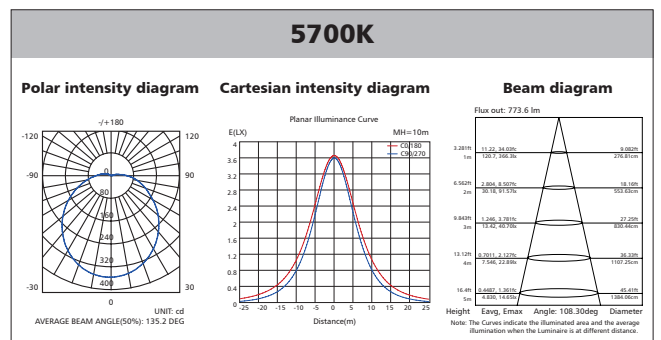 5700K
Polar intensity diagram
Cartesian intensity diagram
Beam diagram
-/+180
-120
120
-90
90
0
80
160
240
320
400
-30
30
0
UNIT: cd
AVERAGE BEAM ANGLE(50%): 135.2 DEG
Planar Illuminance Curve
E(LX)
MH=10m
C0/180
C90/270
4
3.6
3.2
2.8
2.4
2
1.6
1.2
0.8
0.4
0
-25 -20 -15 -10 -5 0 5 10 15 20 25
Distance(m)
Flux out: 773.6 lm
3.281ft 11.22, 34.03fc 9.082ft
1m 120.7, 366.3lx 276.81cm
6.562ft 2.804, 8.507fc 18.16ft
2m 30.18, 91.57lx 553.63cm
9.843ft 1.246, 3.781fc 27.25ft
3m 13.42, 40.70lx 830.44cm
13.12ft 0.7011, 2.127fc 36.33ft
4m 7.546, 22.89lx 1107.25cm
16.4ft 0.4487, 1.361fc 45.41ft
5m 4.830, 14.65lx 1384.06cm
Height Eavg, Emax Angle: 108.30deg Diameter
Note: The Curves indicate the illuminated area and the average
illumination when the Luminaire is at different distance.